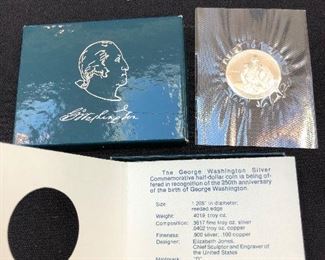 G. Washington
The George Washington Silver
Commemorative half-dollar coin is being of-
fered in recognition of the 250th anniversary
of the birth of George Washington.
Size: 1.205" in diameter,
reeded edge
Weight: .4019 troy oz.
Composition: .3617 fine troy oz. silver
.0402 troy oz. copper
Fineness: .900 silver, .100 copper
Designer: Elizabeth Jones,
Chief Sculptor and Engraver of
the United States